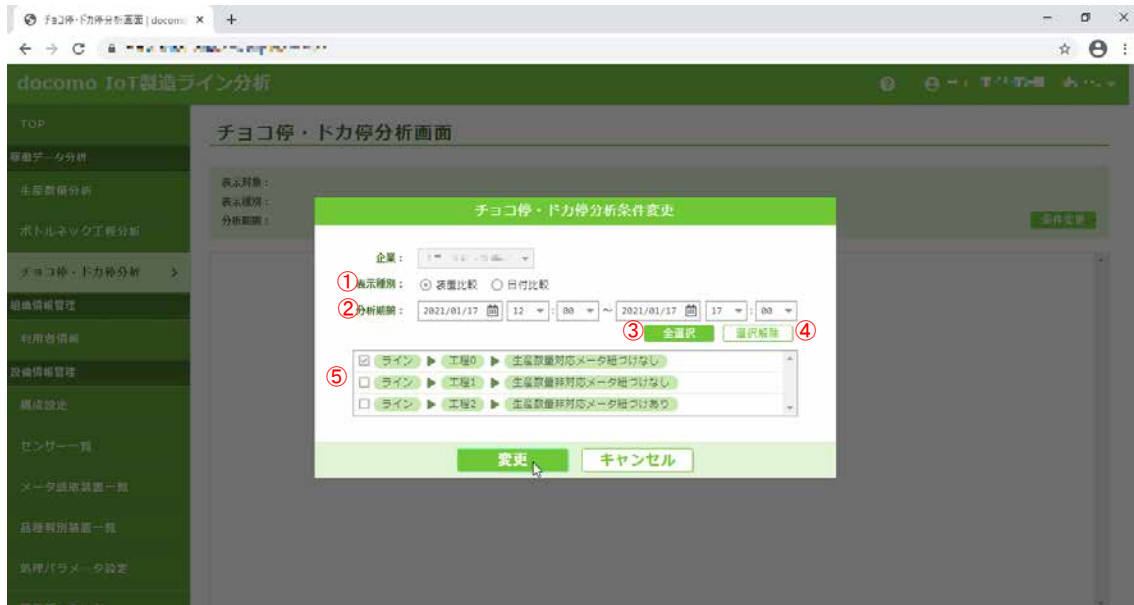 チョコ停・ドカ停分析画面 | docomo
docomo IoT製造ライン分析
TOP
チョコ停・ドカ停分析画面
稼働データ分析
生産数量分析
ボトルネック工程分析
チョコ停・ドカ停分析 >
組織情報管理
利用者情報
設備情報管理
構成設定
センサー一覧
メータ読取装置一覧
品種判別装置一覧
処理パラメータ設定
表示対象：
表示種別：
分析期間：
条件変更
チョコ停・ドカ停分析条件変更
企業：
①表示種別： 装置比較 日付比較
②分析期間： 2021/01/17 12 : 00 ～ 2021/01/17 17 : 00
③ 全選択 選択解除 ④
⑤
ライン ▶ 工程0 ▶ 生産数量対応メータ紐づけなし
ライン ▶ 工程1 ▶ 生産数量非対応メータ紐づけなし
ライン ▶ 工程2 ▶ 生産数量非対応メータ紐づけあり
変更 キャンセル